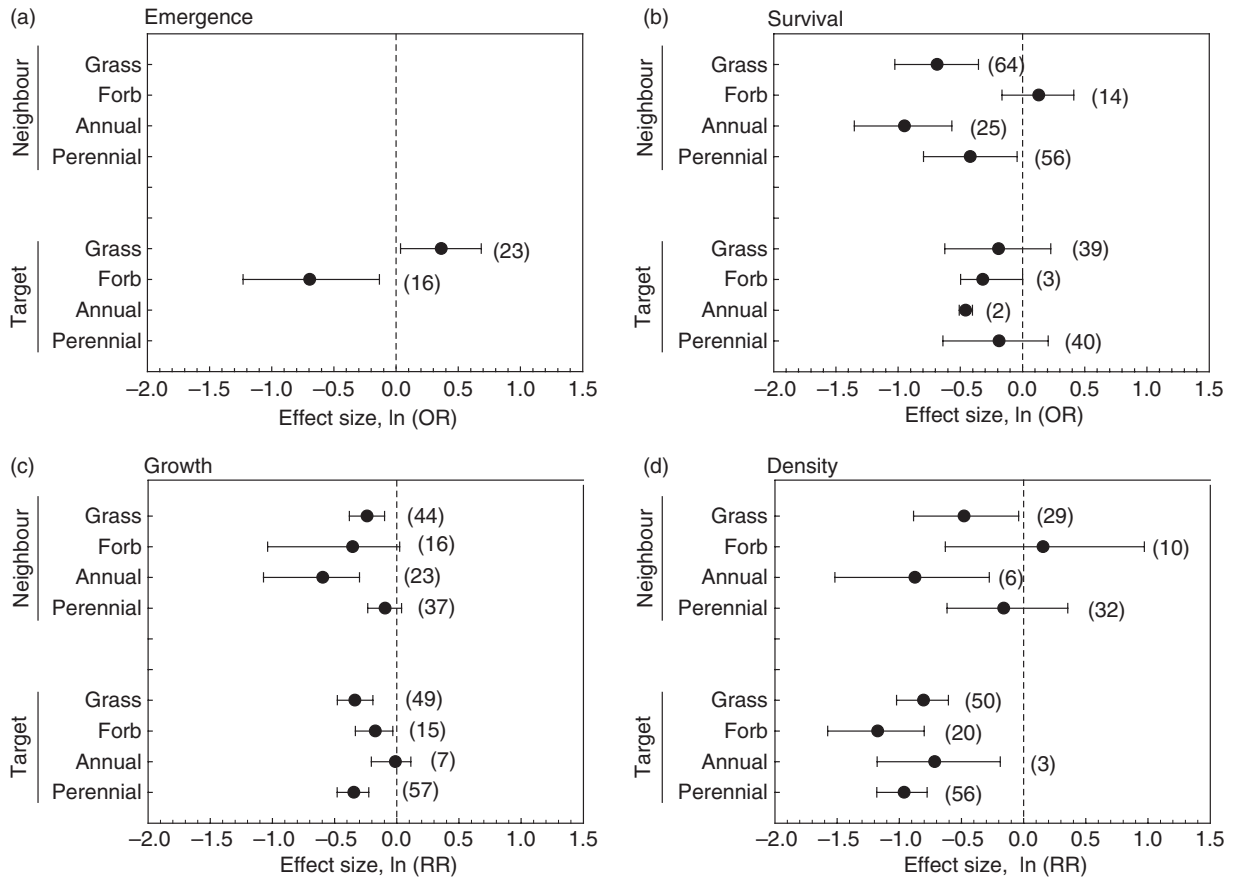 (a) Emergence
Neighbour
Grass
Forb
Annual
Perennial
Target
Grass (23)
Forb (16)
Annual
Perennial
−2.0 −1.5 −1.0 −0.5 0.0 0.5 1.0 1.5
Effect size, ln (OR)
(b) Survival
Neighbour
Grass (64)
Forb (14)
Annual (25)
Perennial (56)
Target
Grass (39)
Forb (3)
Annual (2)
Perennial (40)
−2.0 −1.5 −1.0 −0.5 0.0 0.5 1.0 1.5
Effect size, ln (OR)
(c) Growth
Neighbour
Grass (44)
Forb (16)
Annual (23)
Perennial (37)
Target
Grass (49)
Forb (15)
Annual (7)
Perennial (57)
−2.0 −1.5 −1.0 −0.5 0.0 0.5 1.0 1.5
Effect size, ln (RR)
(d) Density
Neighbour
Grass (29)
Forb (10)
Annual (6)
Perennial (32)
Target
Grass (50)
Forb (20)
Annual (3)
Perennial (56)
−2.0 −1.5 −1.0 −0.5 0.0 0.5 1.0 1.5
Effect size, ln (RR)